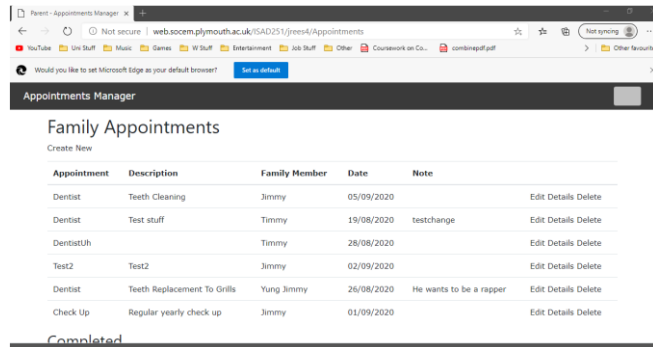 Parent - Appointments Manager
Not secure | web.socem.plymouth.ac.uk/ISAD251/jrees4/Appointments
Not syncing
YouTube Uni Stuff Music Games W Stuff Entertainment Job Stuff Other Coursework on Co... combinepdf.pdf Other favourit
Would you like to set Microsoft Edge as your default browser? Set as default
Appointments Manager
Family Appointments
Create New
Appointment Description Family Member Date Note
Dentist Teeth Cleaning Jimmy 05/09/2020 Edit Details Delete
Dentist Test stuff Timmy 19/08/2020 testchange Edit Details Delete
DentistUh Timmy 28/08/2020 Edit Details Delete
Test2 Test2 Jimmy 02/09/2020 Edit Details Delete
Dentist Teeth Replacement To Grills Yung Jimmy 26/08/2020 He wants to be a rapper Edit Details Delete
Check Up Regular yearly check up Jimmy 01/09/2020 Edit Details Delete
Completed